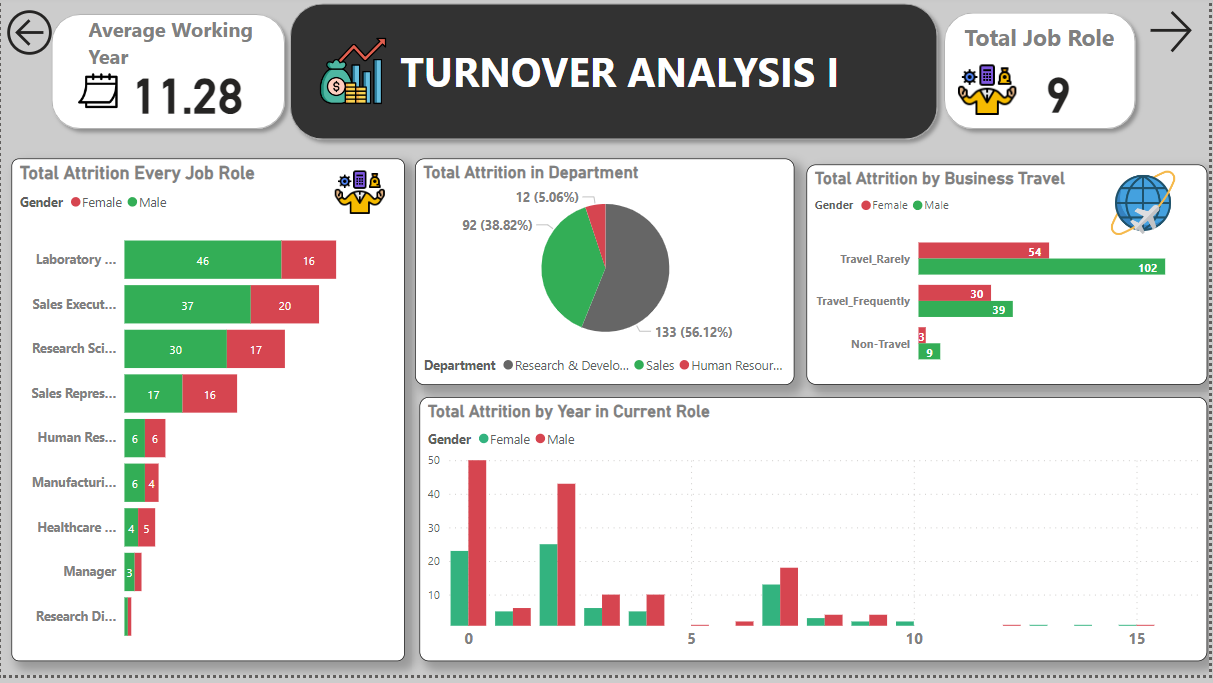 Average Working
Year
11.28
TURNOVER ANALYSIS I
Total Job Role
9
Total Attrition Every Job Role
Gender Female Male
Laboratory ... 46 16
Sales Execut... 37 20
Research Sci... 30 17
Sales Repres... 17 16
Human Res... 6 6
Manufacturi... 6 4
Healthcare ... 4 5
Manager 3
Research Di...
Total Attrition in Department
12 (5.06%)
92 (38.82%)
133 (56.12%)
Department Research & Develo... Sales Human Resour...
Total Attrition by Business Travel
Gender Female Male
Travel_Rarely 54
102
Travel_Frequently 30
39
Non-Travel 3
9
Total Attrition by Year in Current Role
Gender Female Male
50
40
30
20
10
0 5 10 15